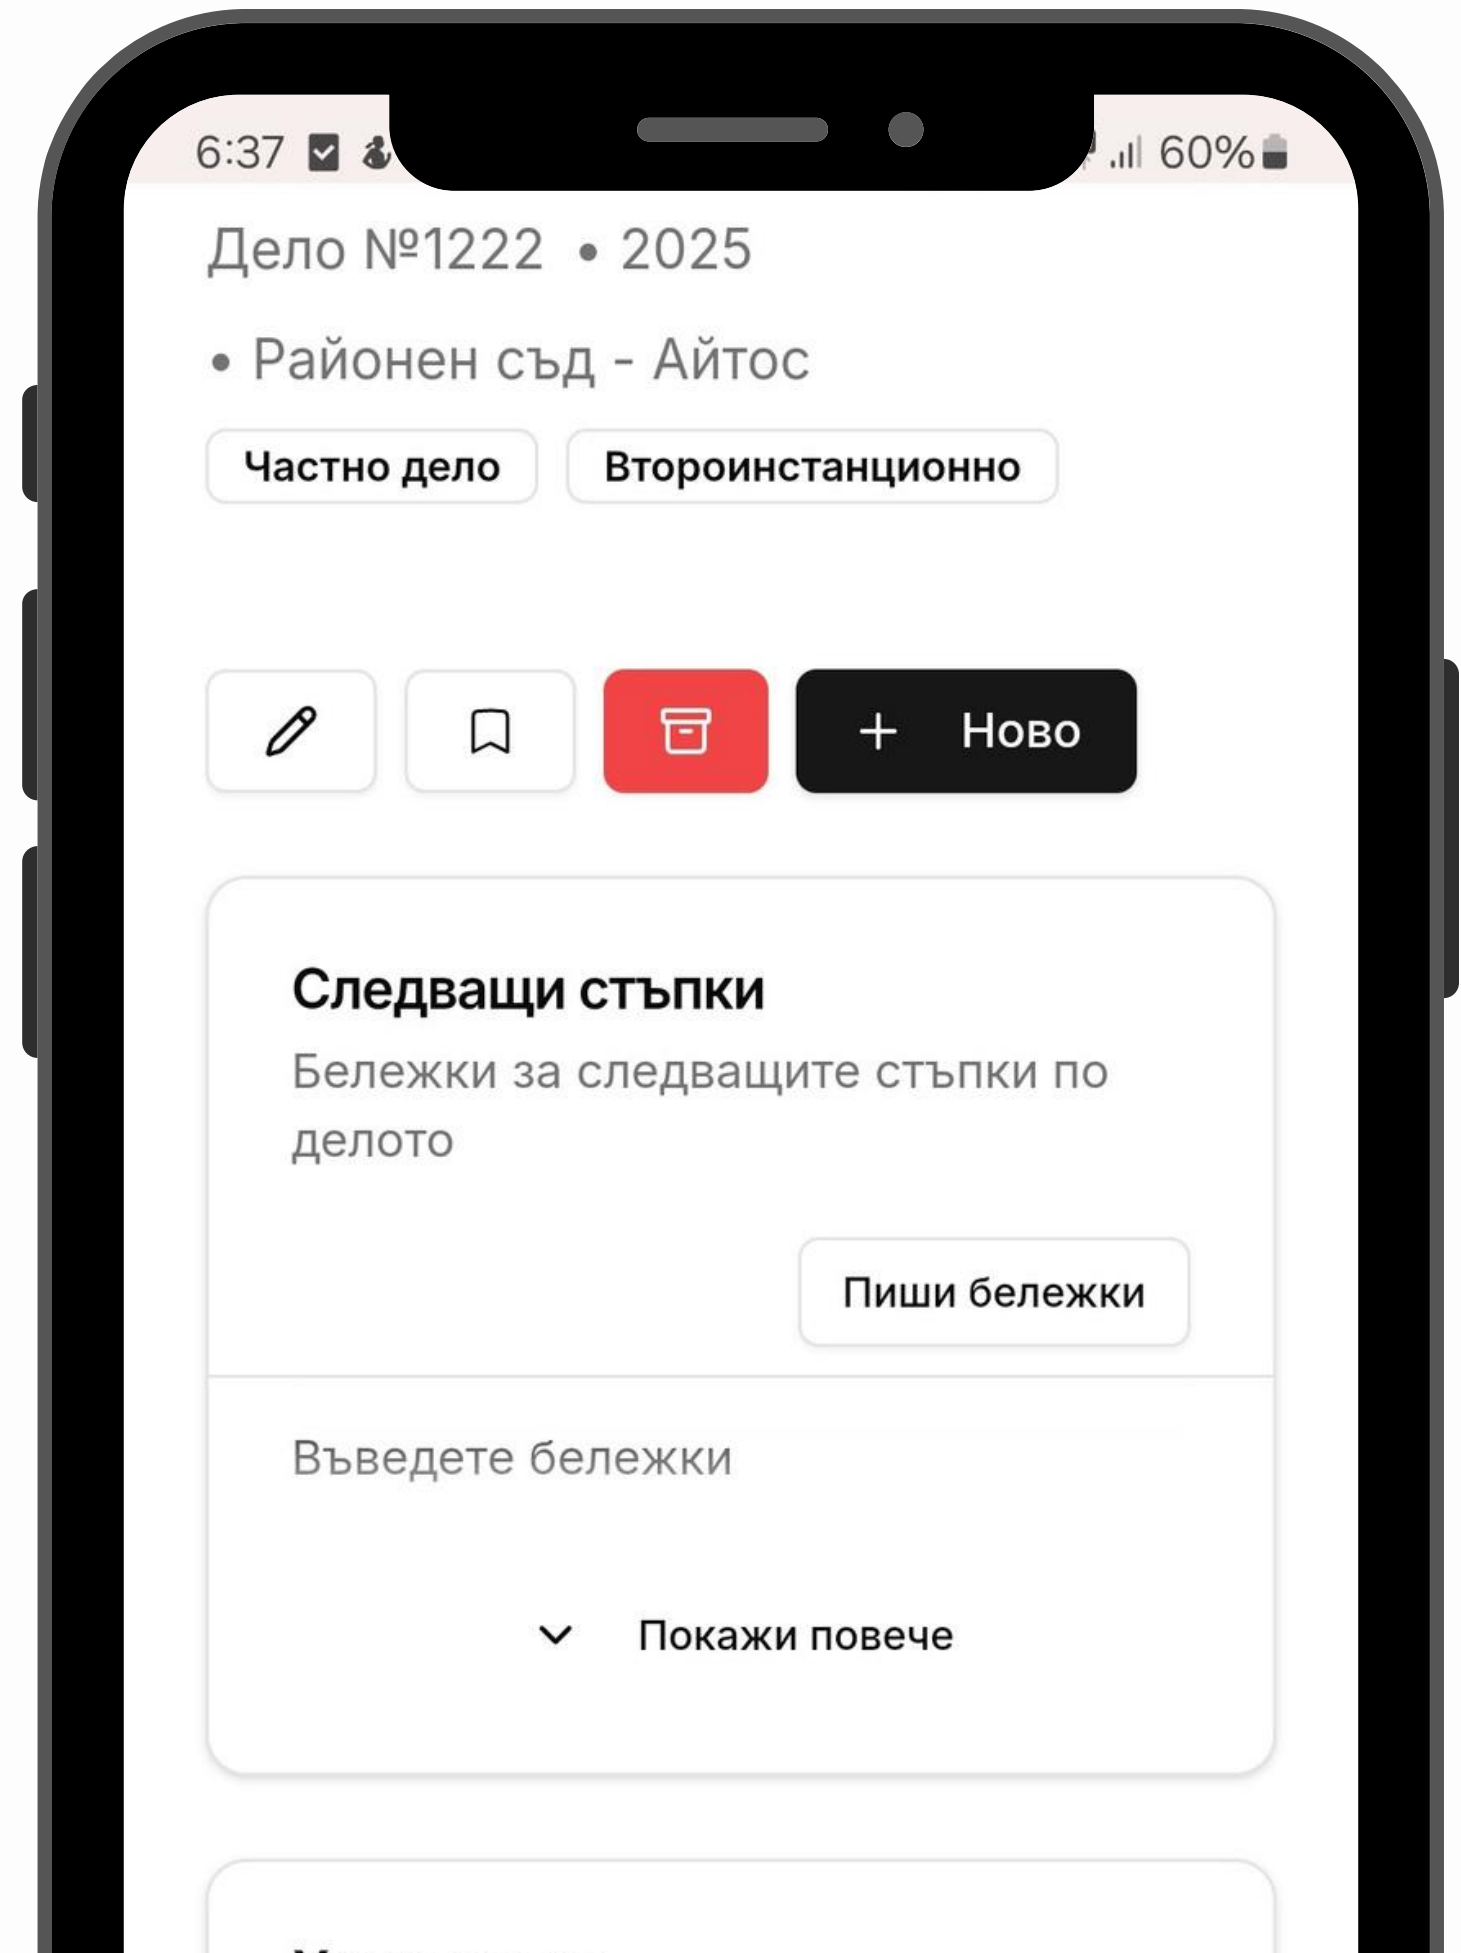 6:37
60%
Дело №1222 • 2025
• Районен съд - Айтос
Частно дело
Второинстанционно
Ново
Следващи стъпки
Бележки за следващите стъпки по
делото
Пиши бележки
Въведете бележки
Покажи повече